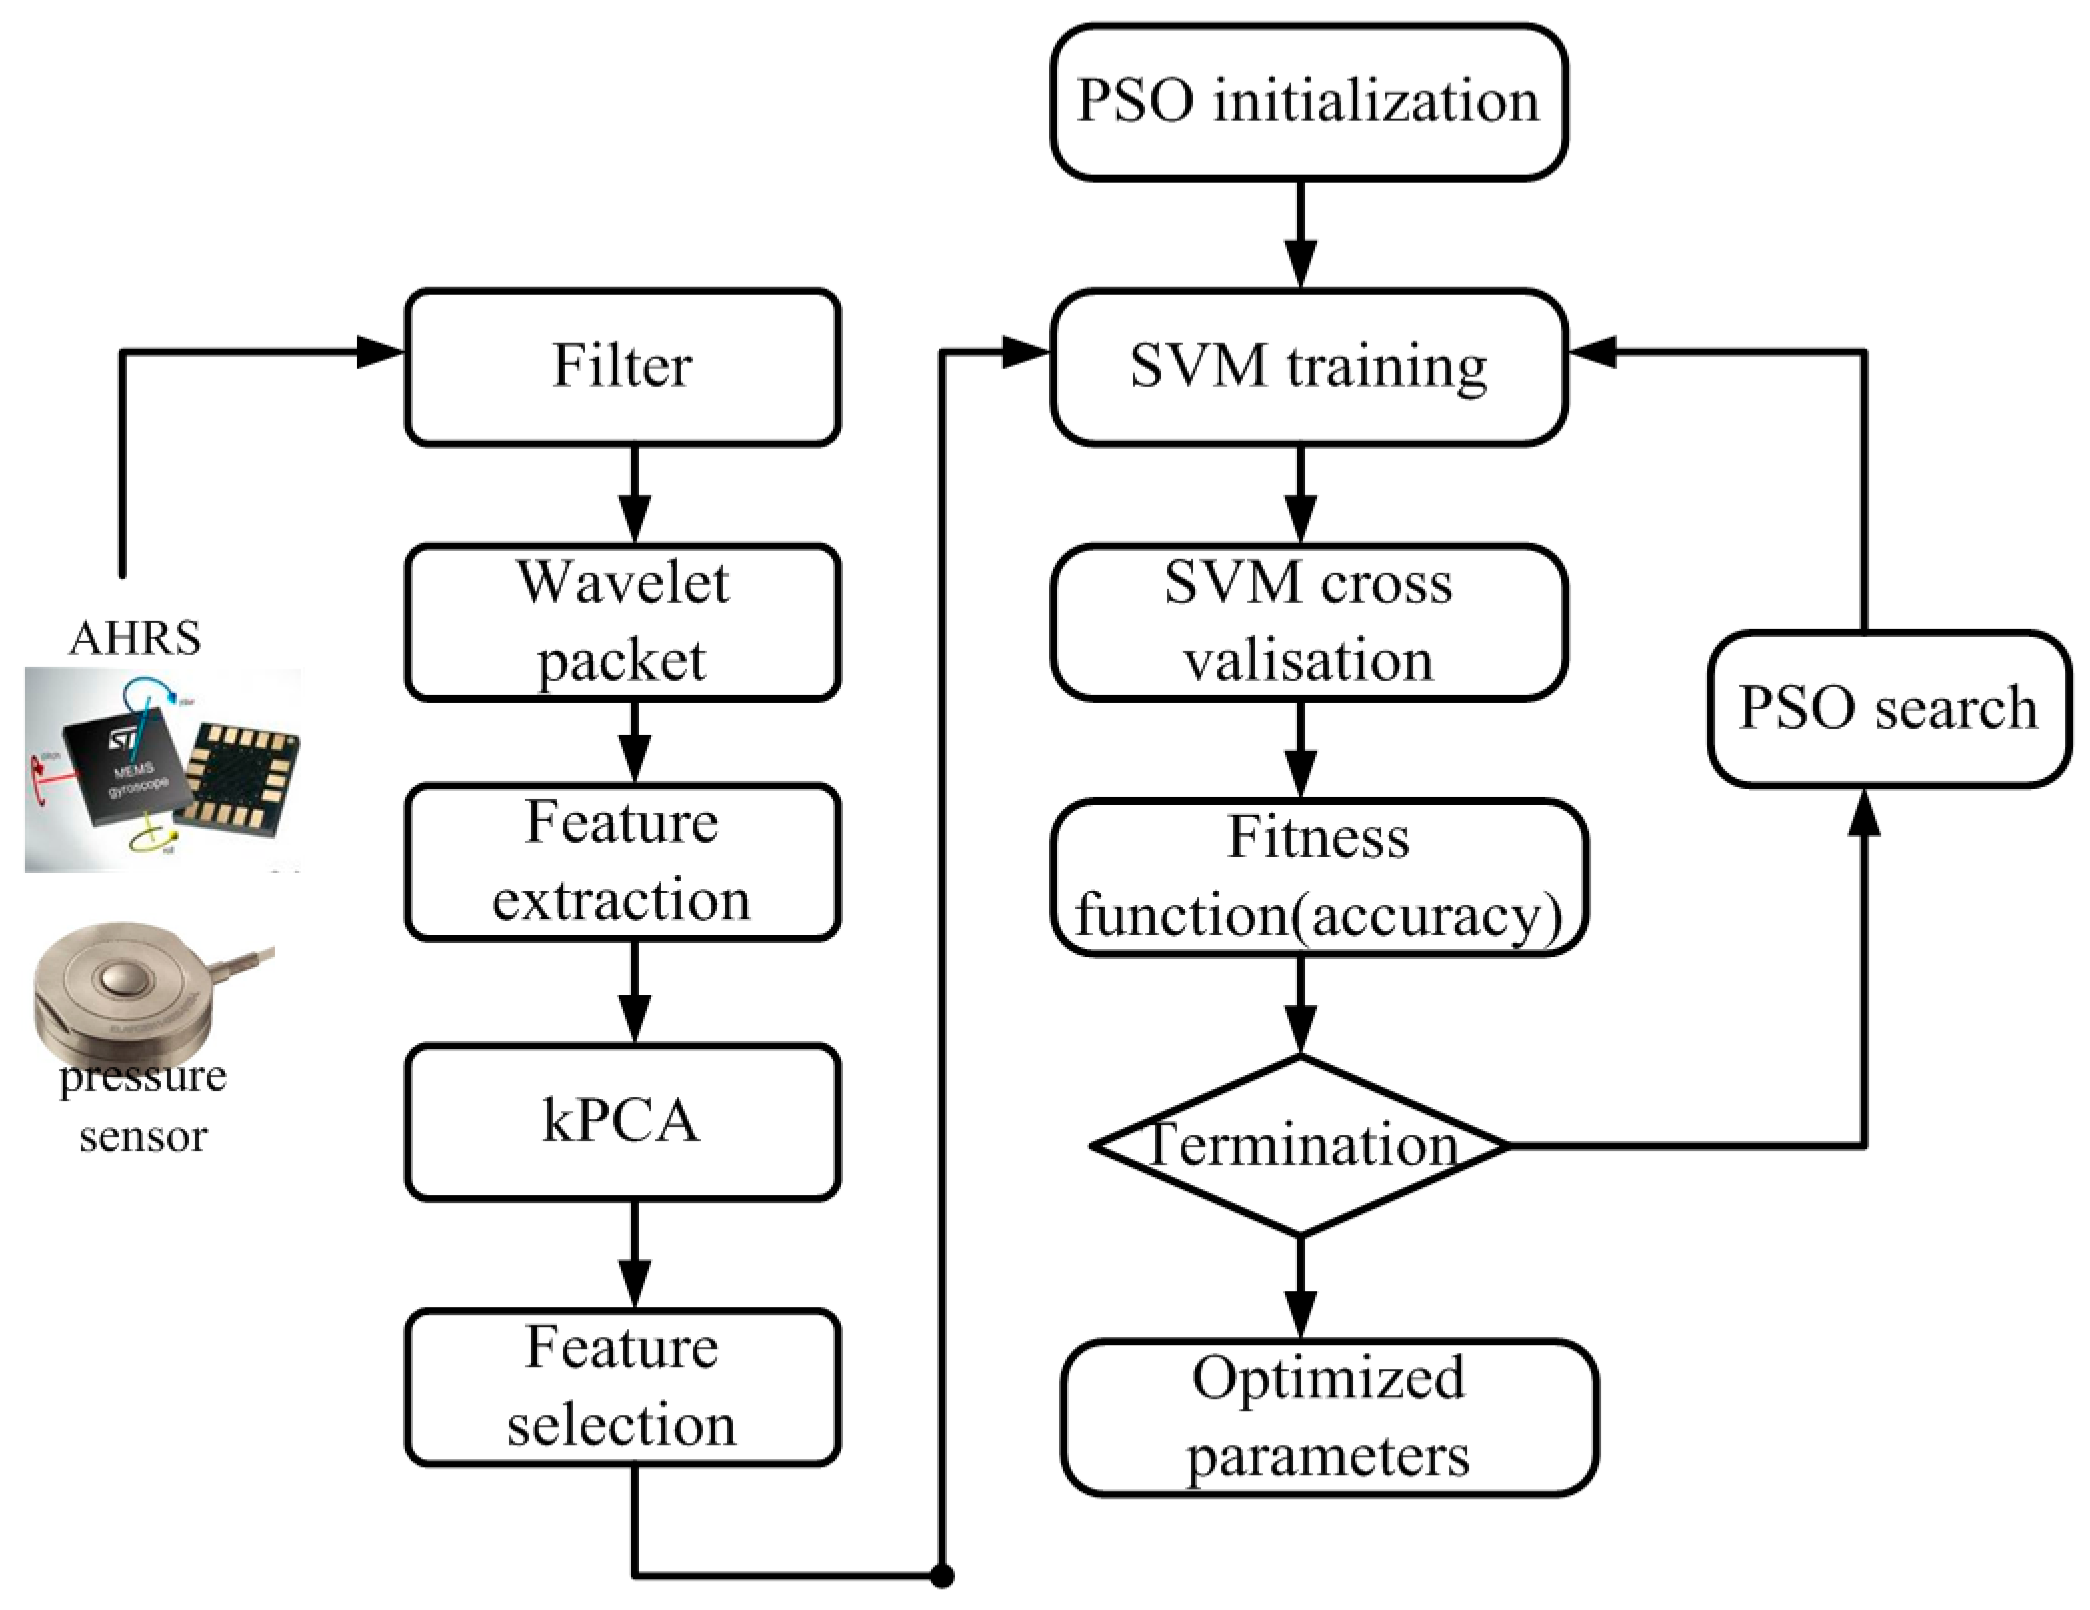 PSO initialization
Filter
SVM training
Wavelet
packet
SVM cross
valisation
AHRS
PSO search
ST
MEMS
gyroscope
Feature
extraction
Fitness
function(accuracy)
pressure
sensor
kPCA
Termination
Feature
selection
Optimized
parameters